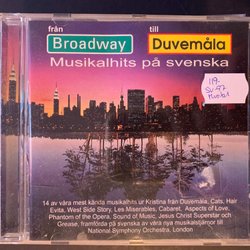 från till
Broadway Duvemåla
Musikalhits på svenska
119:-
14 av våra mest kända musikalhits ur Kristina från Duvemåla, Cats, Hair
Evita, West Side Story, Les Miserables, Cabaret, Aspects of Love,
Phantom of the Opera, Sound of Music, Jesus Christ Superstar och
Grease, framförda på svenska av våra nya musikalstjärnor till
National Symphony Orchestra, London